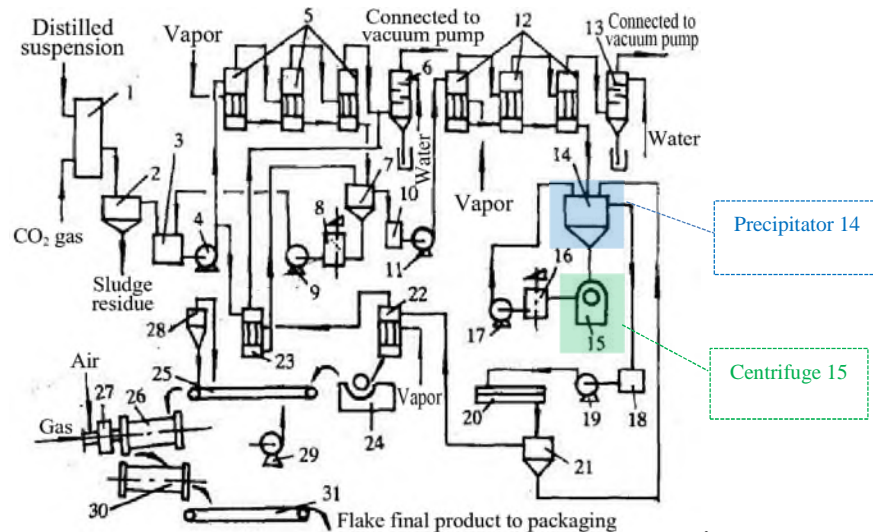 Distilled
suspension
Vapor
5
Connected to
vacuum pump
12
Connected to
vacuum pump
13
6
1
2
3
4
CO₂ gas
Sludge
residue
7
8
9
10
11
Water
Water
Vapor
14
Precipitator 14
16
17
15
Centrifuge 15
28
23
22
Vapor
25
24
Air
27
26
Gas
29
20
19
18
21
30
31
Flake final product to packaging